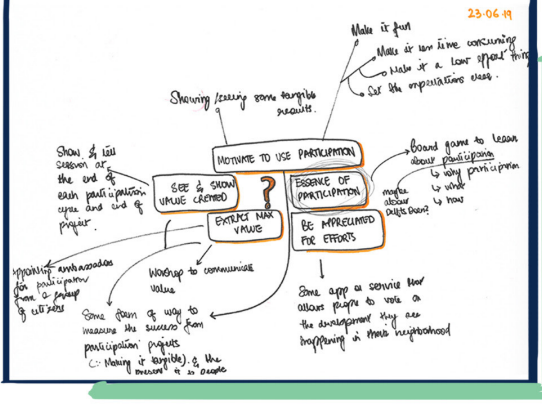 23.06.19
Make it fun
Make it less time consuming
Make it a low effort thing
Set the expectations clear.
Showing/seeing some tangible
results.
MOTIVATE TO USE PARTICIPATION
Show & tell
session at
the end of
each participation
cycle and end of
project.
SEE & SHOW
VALUE CREATED
?
ESSENCE OF
PARTICIPATION
Board game to learn
about participation
↳ why participation
↳ what
↳ how
maybe
about
EXTRACT MAX
VALUE
BE APPRECIATED
FOR EFFORTS
appointing ambassadors
for participation
from a group
of citizens
Workshop to communicate
value
Some form of way to
measure the success from
participation projects
(∴ Making it tangible). & the
present it to people
Some app or service that
allows people to vote on
the development they are
happening in their neighborhood